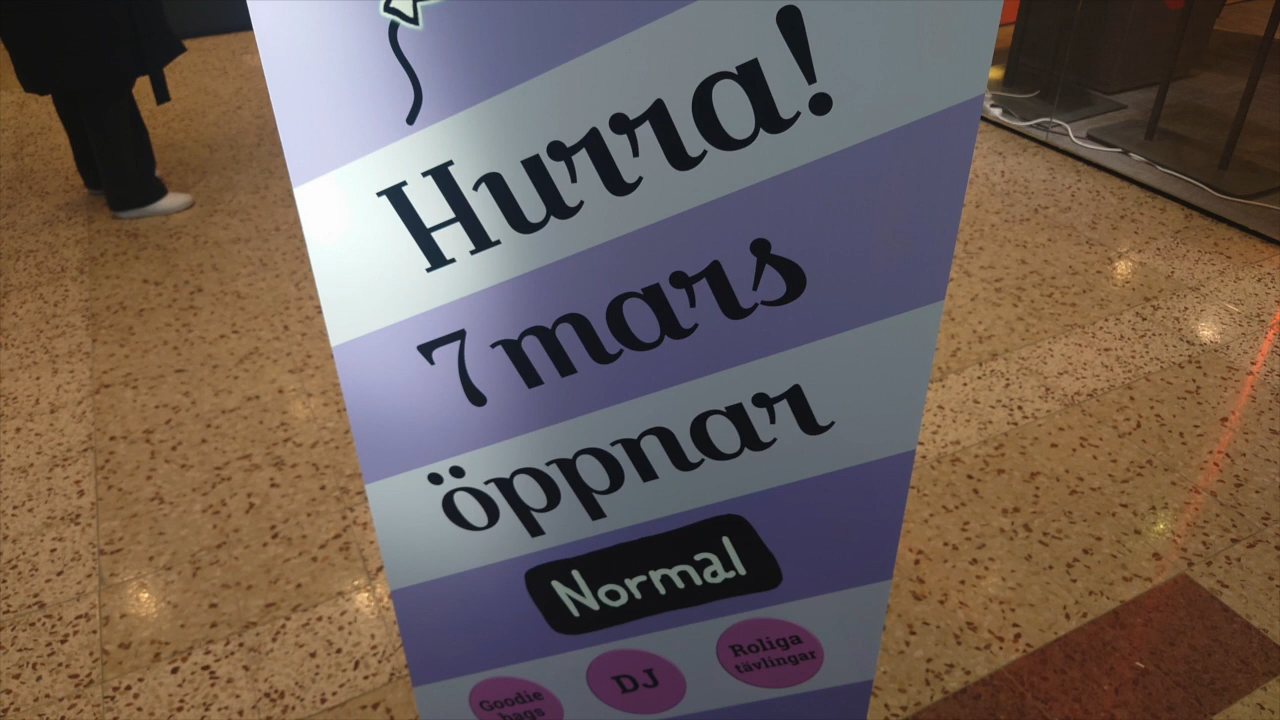 Hurra!
7 mars
öppnar
Normal
Roliga
tävlingar
DJ
Goodie
bags